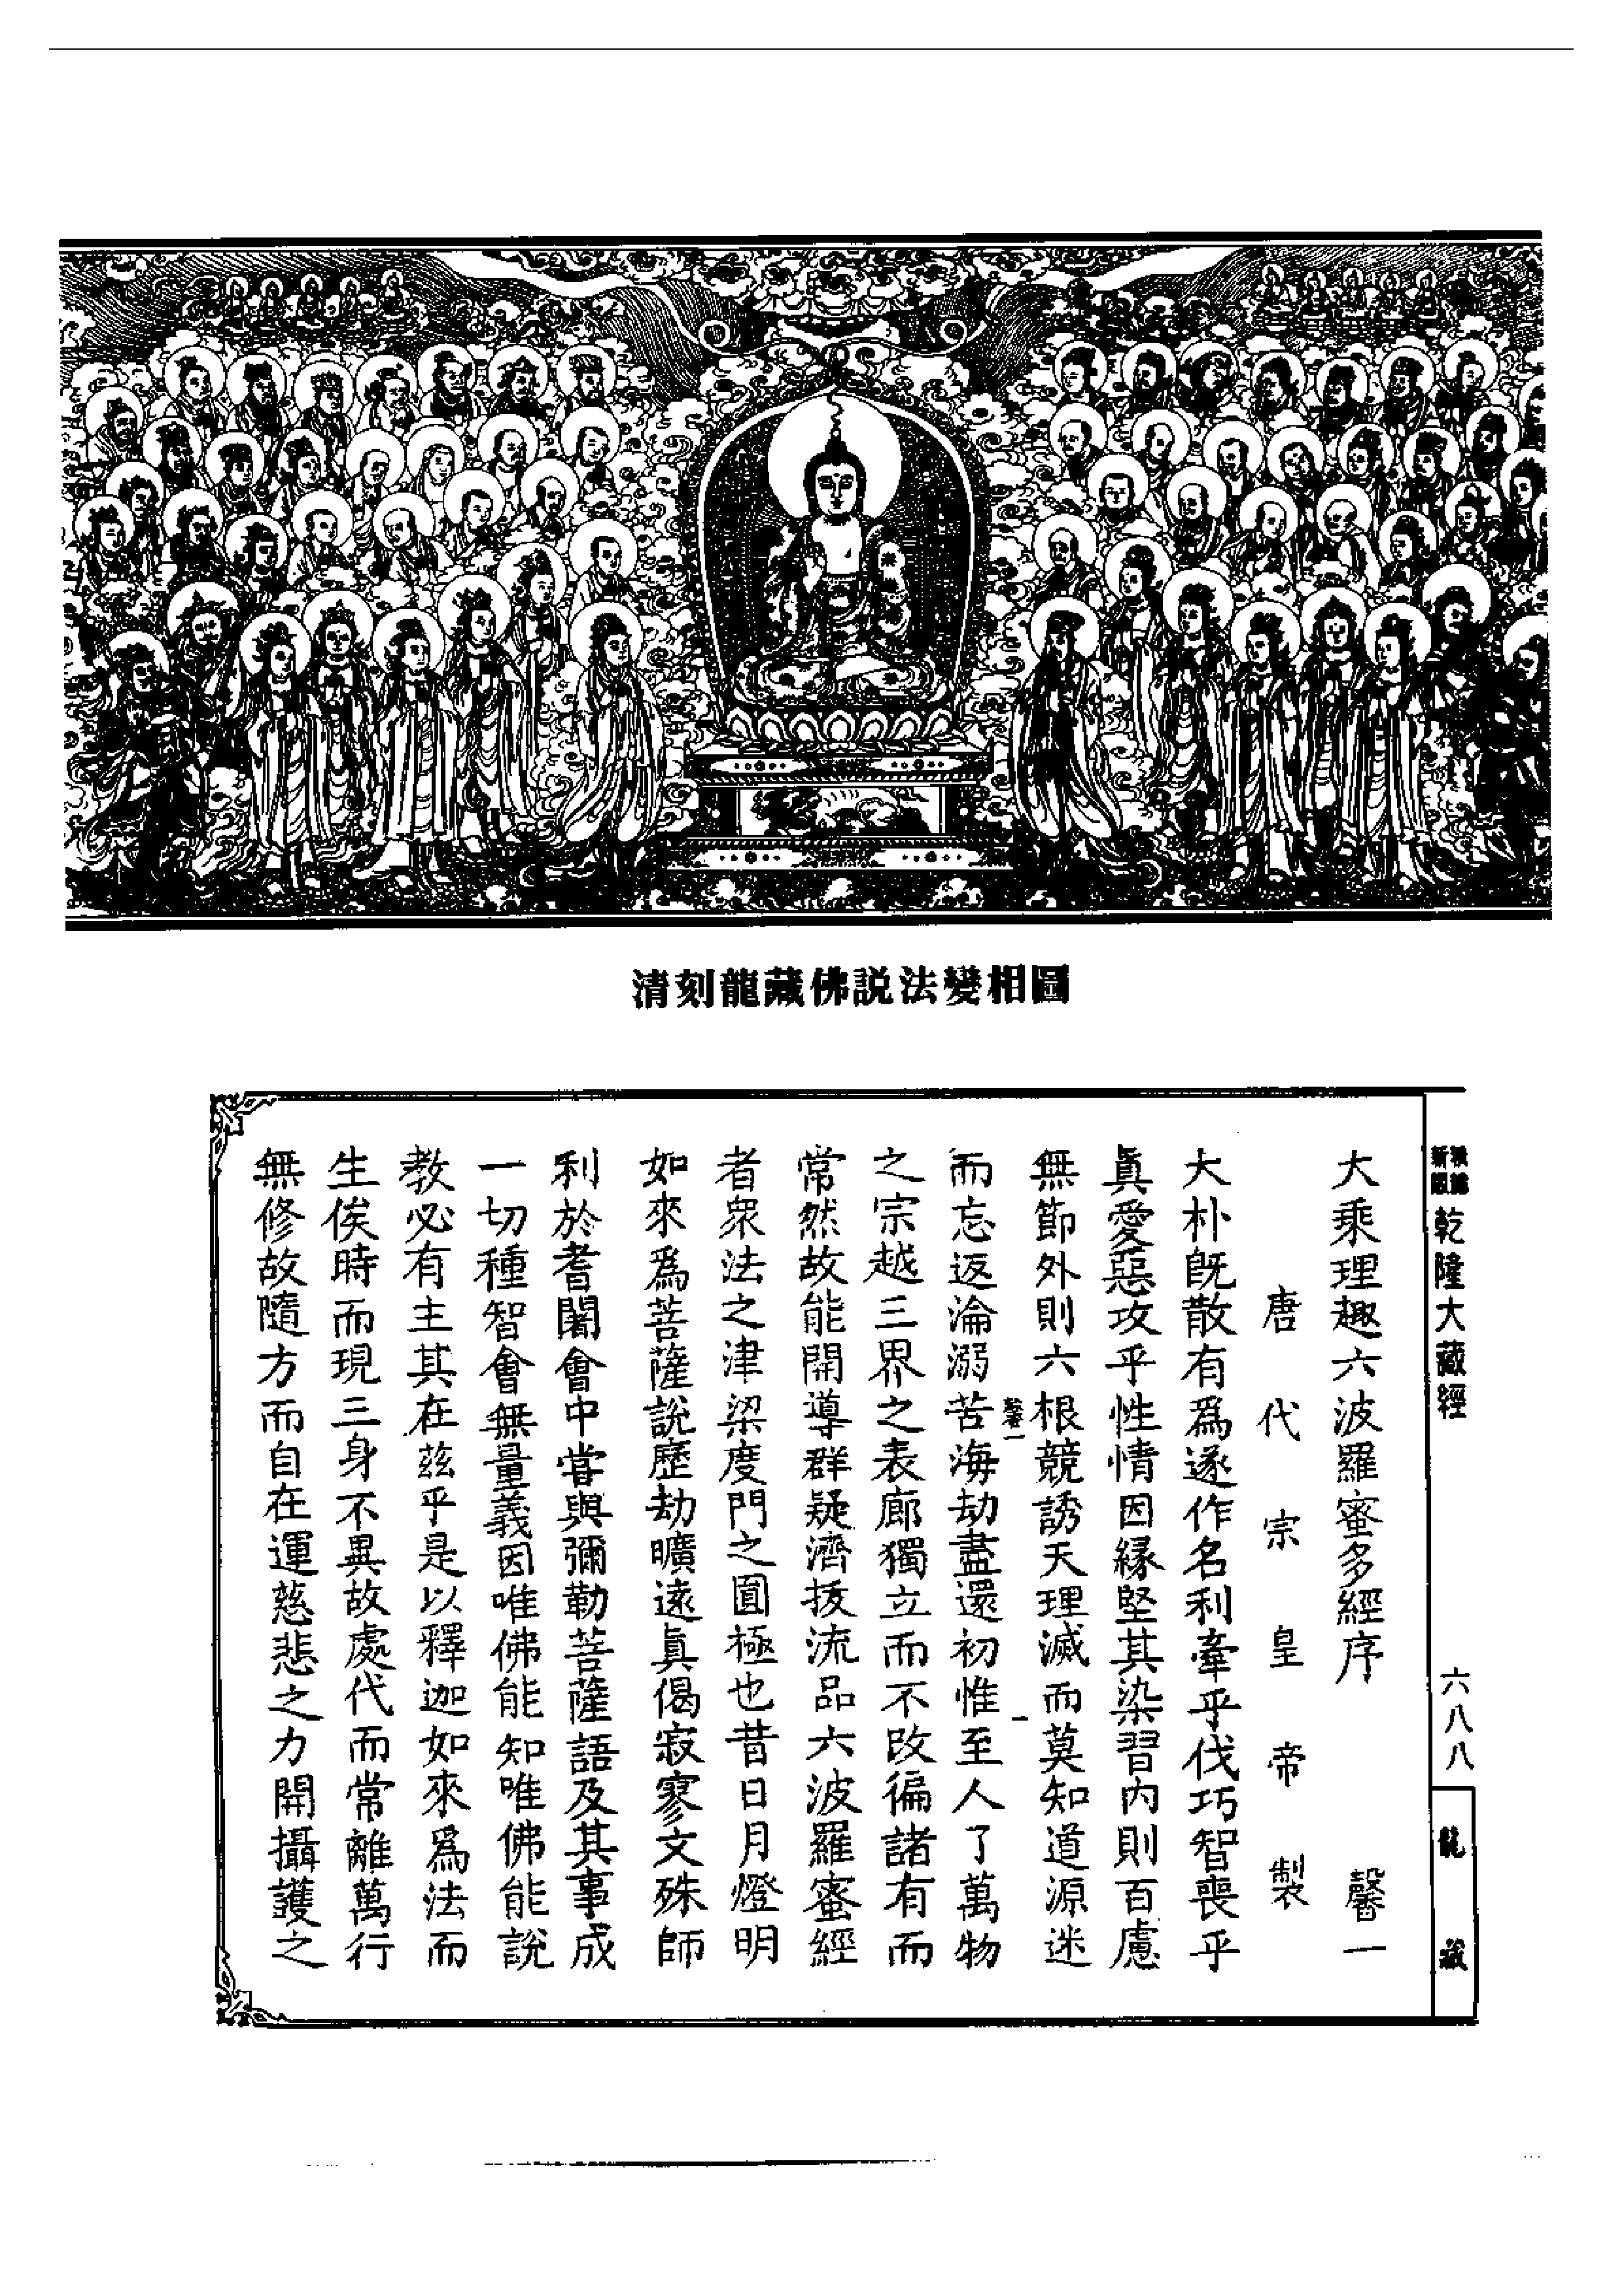 清刻龍藏佛説法變相圖
乾隆大藏經
六八八
龍藏
大乘理趣六波羅蜜多經序 馨一
唐代宗皇帝製
大朴旣散有爲遂作名利牽乎伐巧智喪乎
眞愛惡攻乎性情因緣堅其染習内則百慮
無節外則六根競誘天理滅而莫知道源迷
馨一
一
而忘返淪溺苦海劫盡還初惟至人了萬物
之宗越三界之表廓獨立而不改徧諸有而
常然故能開導群疑濟拔流品六波羅蜜經
者衆法之津梁度門之圓極也昔日月燈明
如來爲菩薩説歷劫曠遠眞偈寂寥文殊師
利於耆闍會中嘗與彌勒菩薩語及其事成
一切種智會無量義因唯佛能知唯佛能説
教必有主其在兹乎是以釋迦如來爲法而
生俟時而現三身不異故處代而常離萬行
無修故隨方而自在運慈悲之力開攝護之